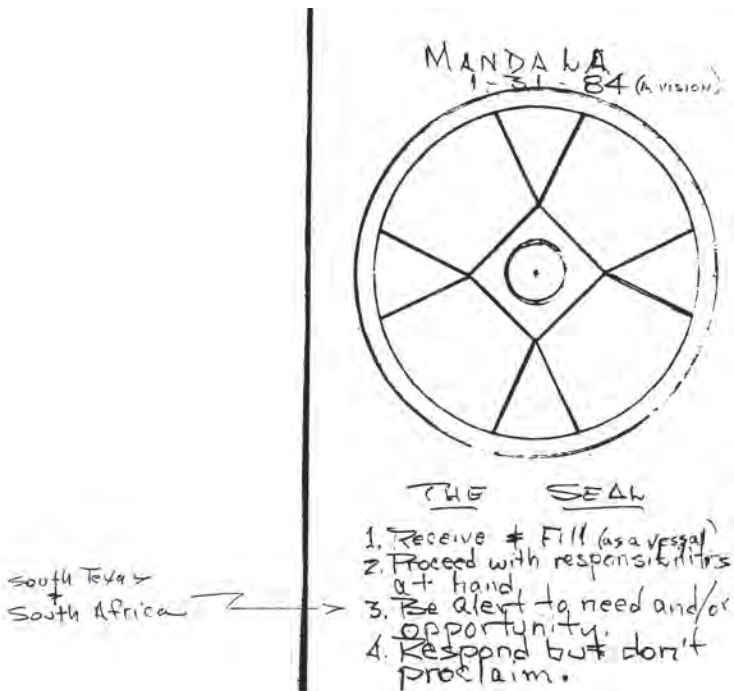 MANDALA
1-31-84 (A VISION)
THE SEAL
1. Receive & Fill (as a vessal)
2. Proceed with responsibilities
at hand
3. Be alert to need and/or
opportunity.
4. Respond but don't
proclaim.
South Texas
+
South Africa